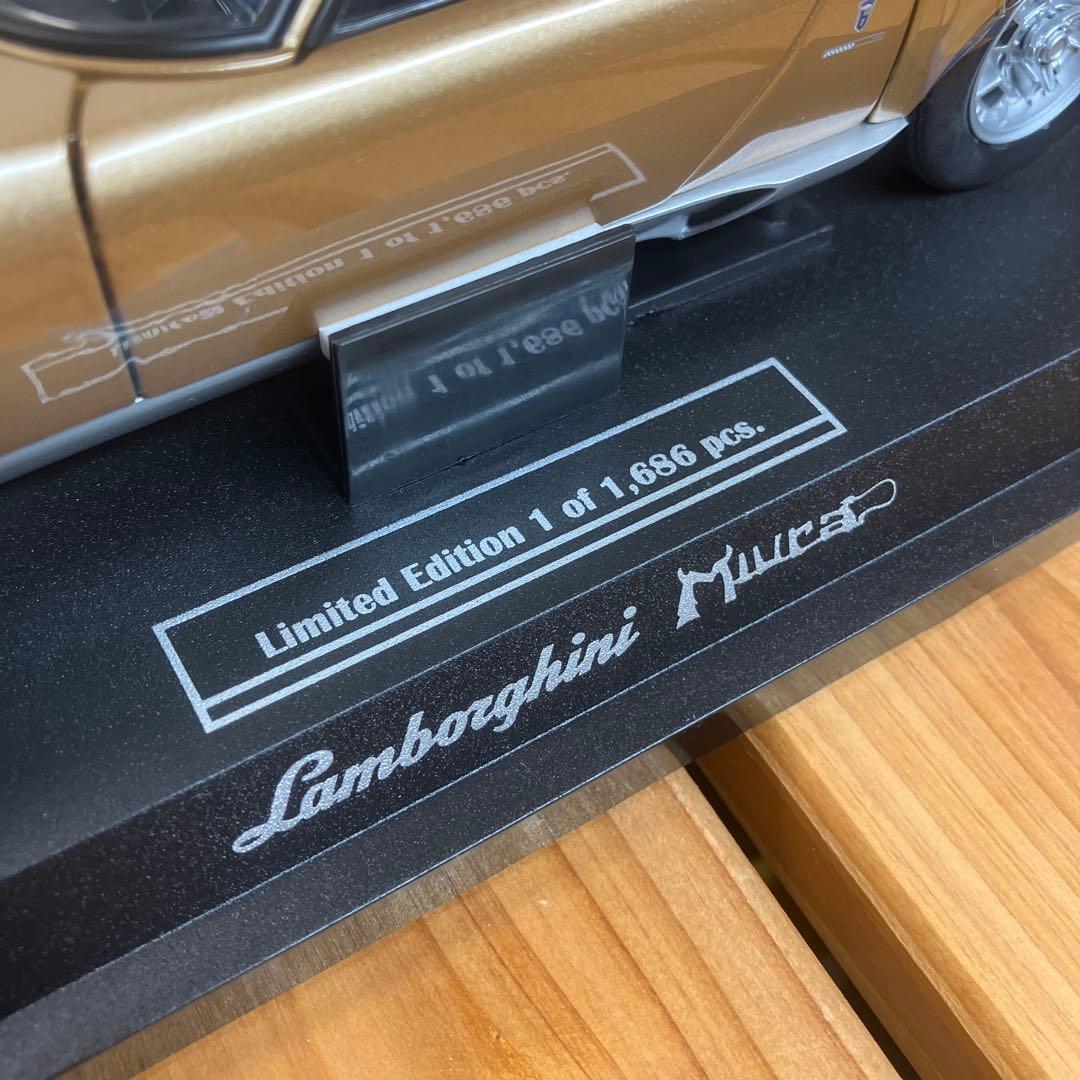 Limited Edition 1 of 1,686 pcs.
Lamborghini Miura